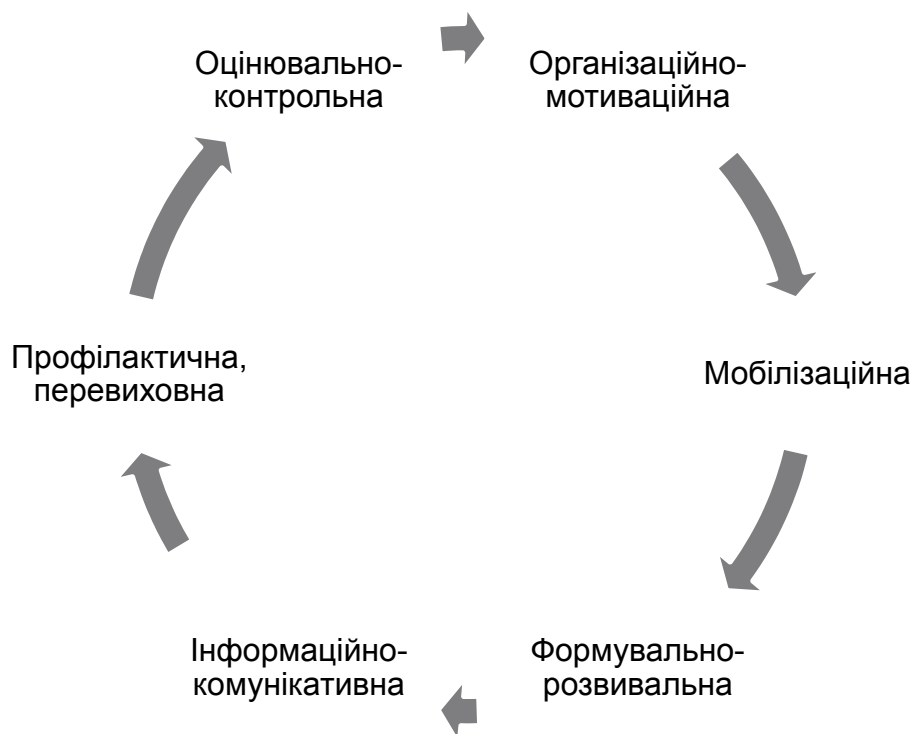 Оцінювально-
контрольна
Організаційно-
мотиваційна
Мобілізаційна
Формувально-
розвивальна
Інформаційно-
комунікативна
Профілактична,
перевиховна